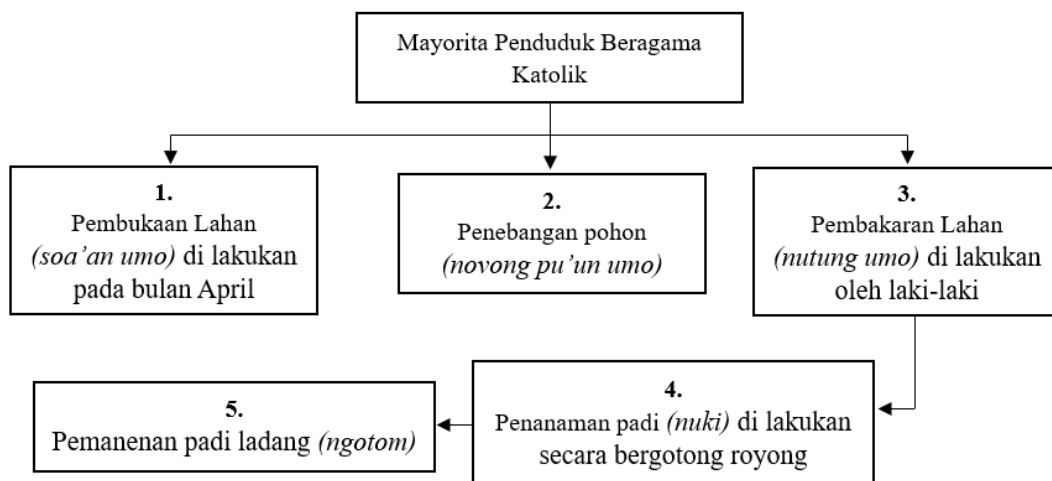 Mayorita Penduduk Beragama
Katolik
1.
Pembukaan Lahan
(soa’an umo) di lakukan
pada bulan April
2.
Penebangan pohon
(novong pu’un umo)
3.
Pembakaran Lahan
(nutung umo) di lakukan
oleh laki-laki
4.
Penanaman padi (nuki) di lakukan
secara bergotong royong
5.
Pemanenan padi ladang (ngotom)